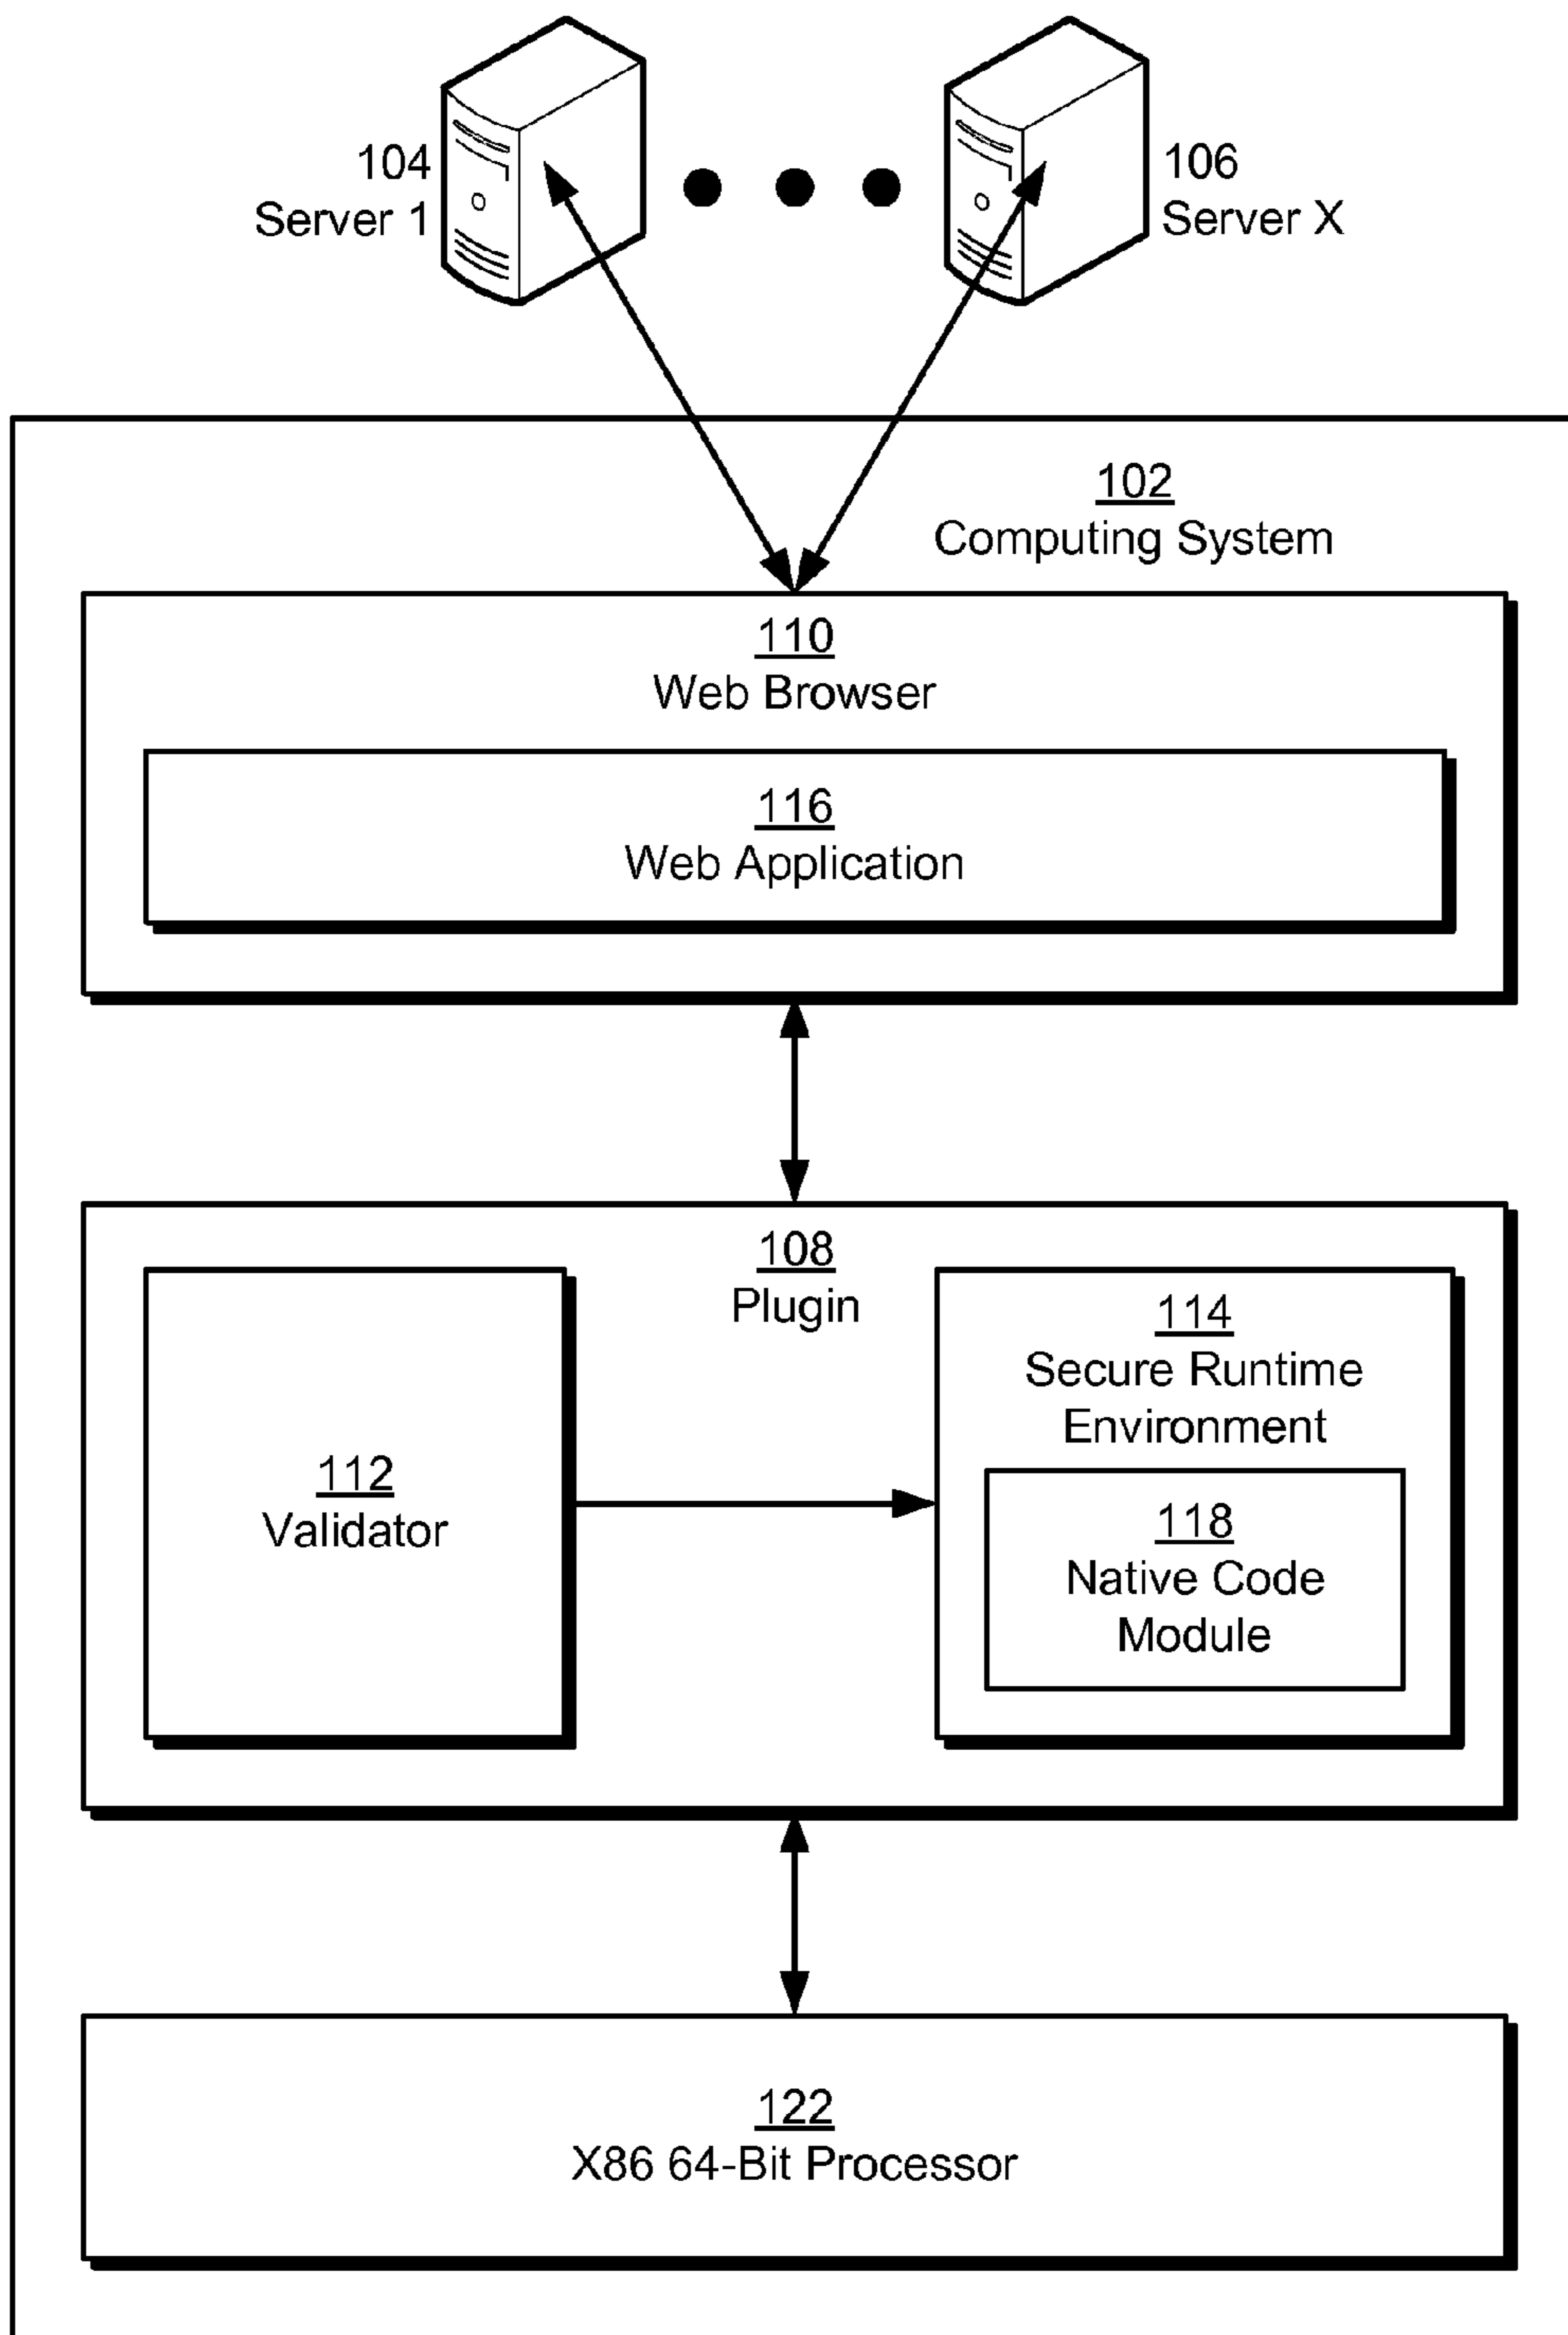 104
Server 1
106
Server X
102
Computing System
110
Web Browser
116
Web Application
108
Plugin
112
Validator
114
Secure Runtime
Environment
118
Native Code
Module
122
X86 64-Bit Processor